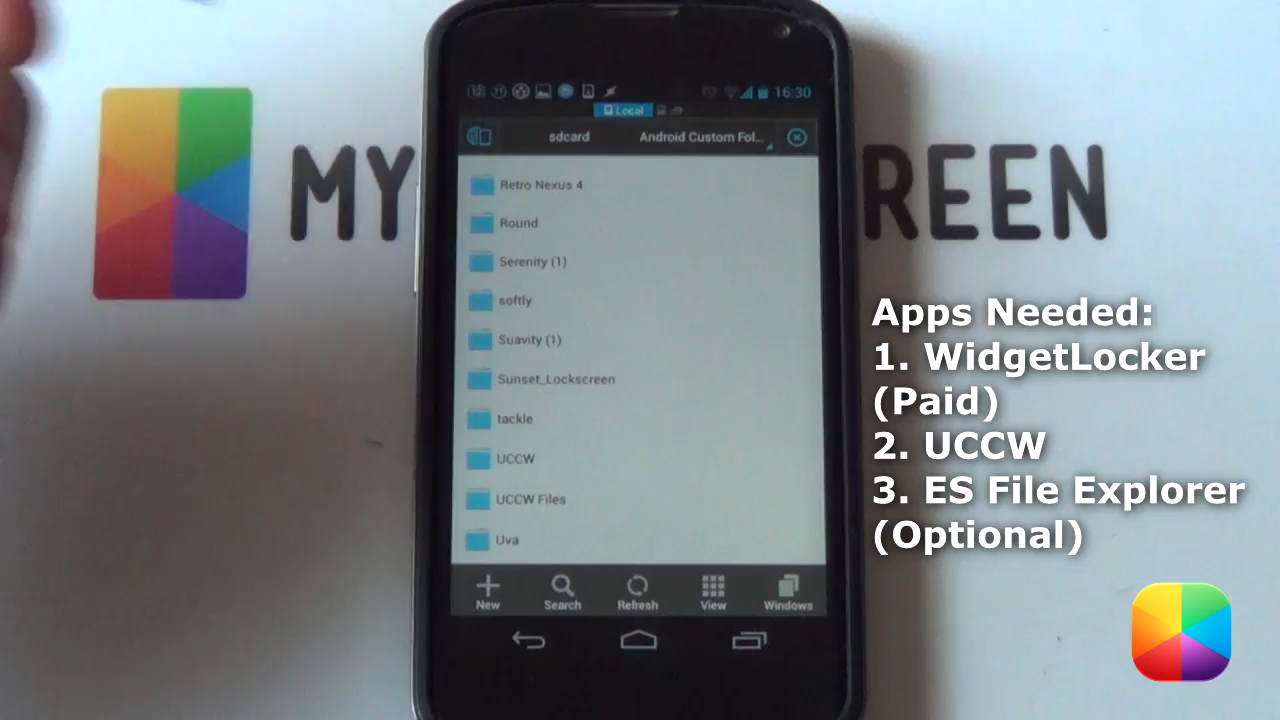 16:30
Local
sdcard Android Custom Fol...
Retro Nexus 4
Round
Serenity (1)
softly
Suavity (1)
Sunset_Lockscreen
tackle
UCCW
UCCW Files
Uva
New Search Refresh View Windows
MY REEN
Apps Needed:
1. WidgetLocker
(Paid)
2. UCCW
3. ES File Explorer
(Optional)